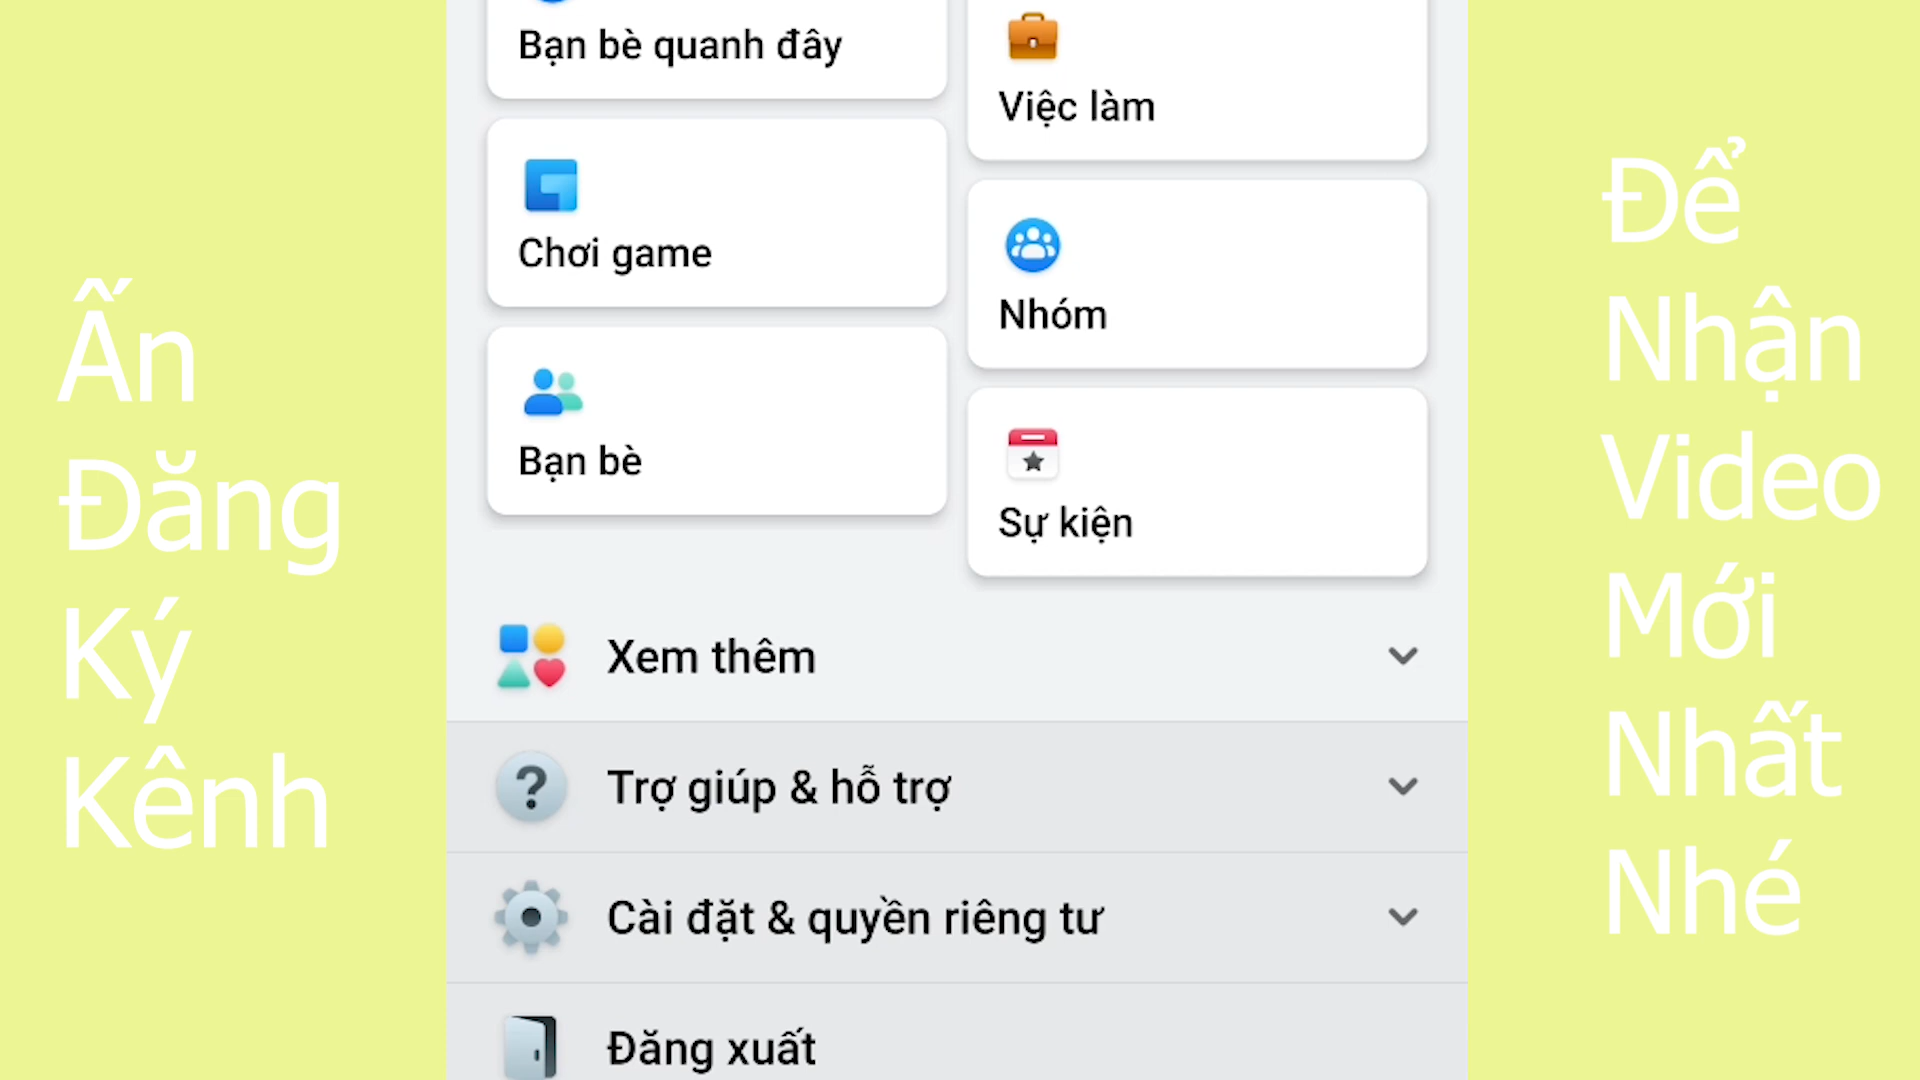 Ấn
Đăng
Ký
Kênh
Bạn bè quanh đây
Việc làm
Chơi game
Nhóm
Bạn bè
Sự kiện
Xem thêm
Trợ giúp & hỗ trợ
Cài đặt & quyền riêng tư
Đăng xuất
Để
Nhận
Video
Mới
Nhất
Nhé